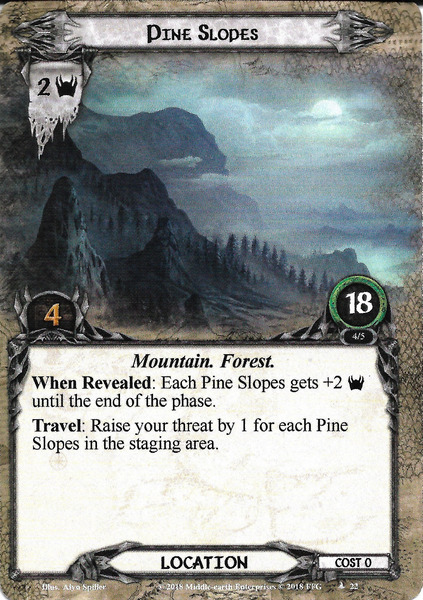 Pine Slopes
2
4
18
4/5
Mountain. Forest.
When Revealed: Each Pine Slopes gets +2
until the end of the phase.
Travel: Raise your threat by 1 for each Pine
Slopes in the staging area.
LOCATION
COST 0
Illus. Alvo Spiller © 2018 Middle-earth Enterprises © 2018 FFG 22